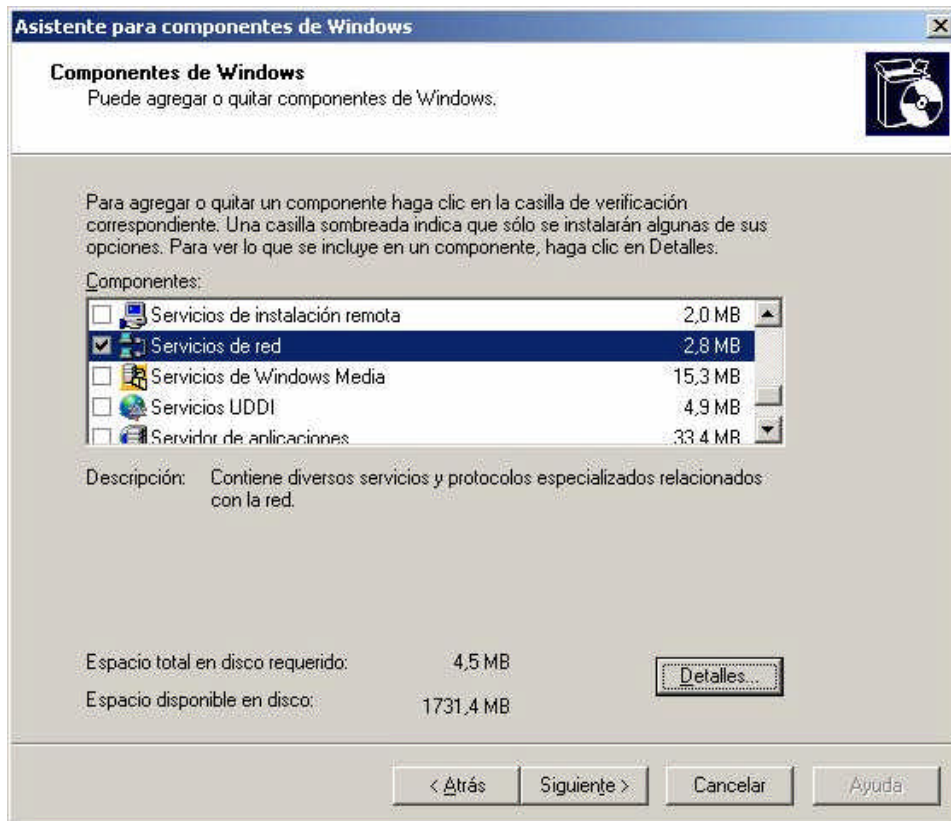 Asistente para componentes de Windows
Componentes de Windows
Puede agregar o quitar componentes de Windows.
Para agregar o quitar un componente haga clic en la casilla de verificación
correspondiente. Una casilla sombreada indica que sólo se instalarán algunas de sus
opciones. Para ver lo que se incluye en un componente, haga clic en Detalles.
Componentes:
Servicios de instalación remota 2,0 MB
Servicios de red 2,8 MB
Servicios de Windows Media 15,3 MB
Servicios UDDI 4,9 MB
Servidor de aplicaciones 33,4 MB
Descripción: Contiene diversos servicios y protocolos especializados relacionados
con la red.
Espacio total en disco requerido: 4,5 MB
Detalles...
Espacio disponible en disco: 1731,4 MB
< Atrás Siguiente > Cancelar Ayuda